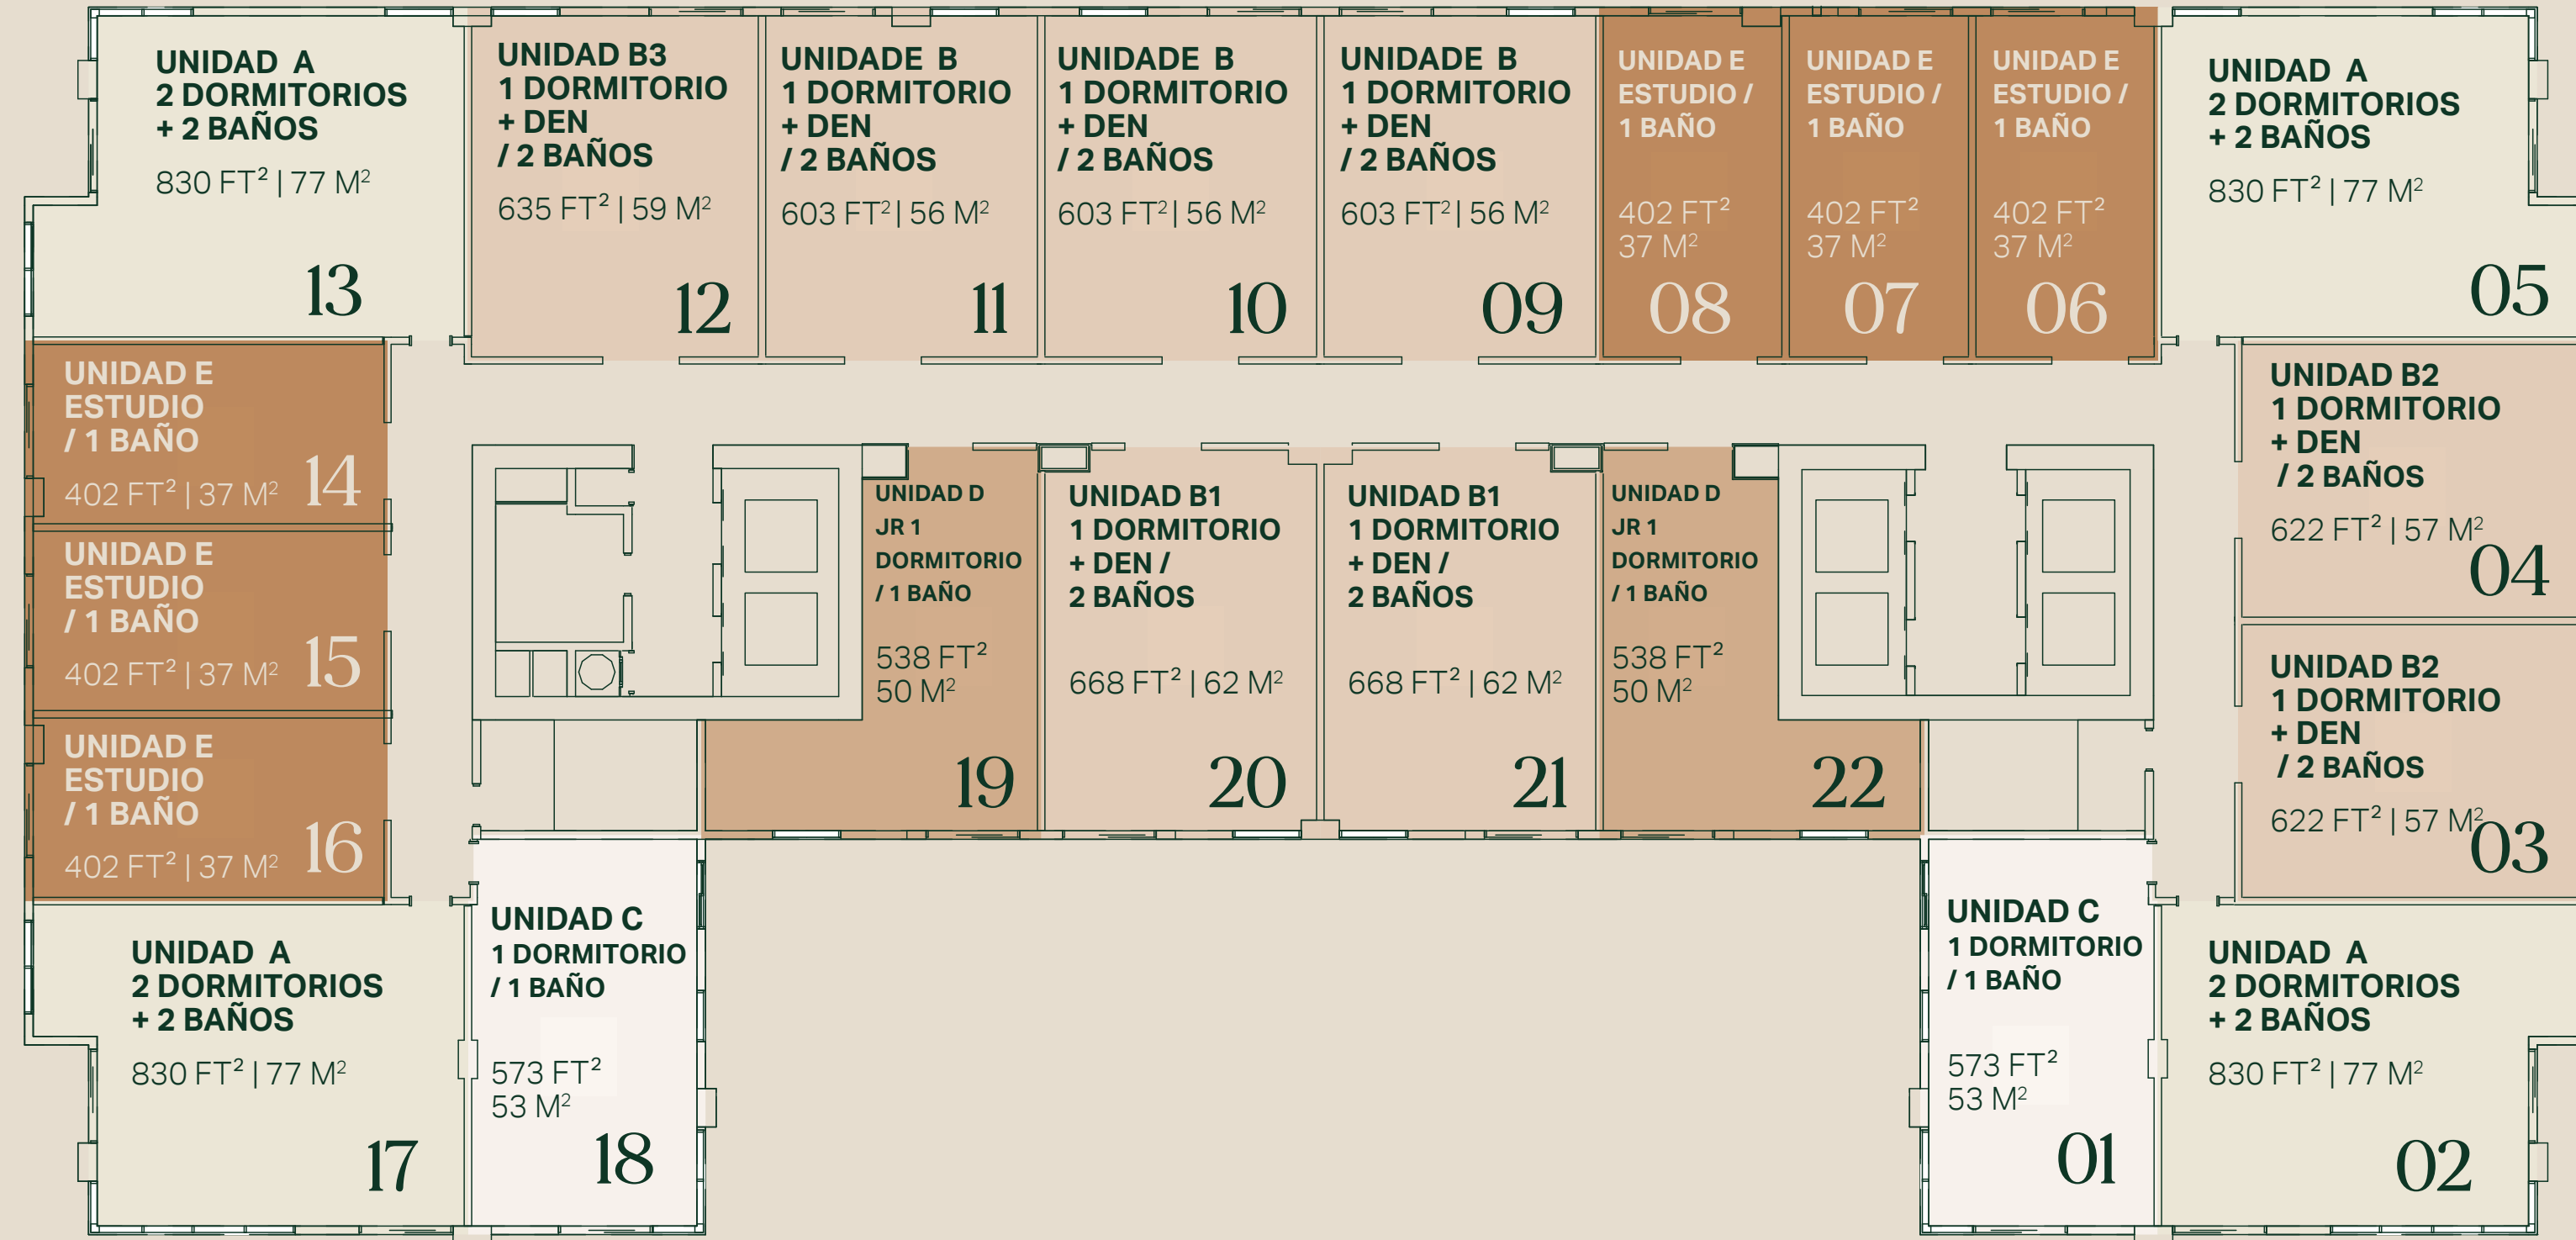 UNIDAD A
2 DORMITORIOS
+ 2 BAÑOS
830 FT² | 77 M²
13
UNIDAD B3
1 DORMITORIO
+ DEN
/ 2 BAÑOS
635 FT² | 59 M²
12
UNIDADE B
1 DORMITORIO
+ DEN
/ 2 BAÑOS
603 FT² | 56 M²
11
UNIDADE B
1 DORMITORIO
+ DEN
/ 2 BAÑOS
603 FT² | 56 M²
10
UNIDADE B
1 DORMITORIO
+ DEN
/ 2 BAÑOS
603 FT² | 56 M²
09
UNIDAD E
ESTUDIO /
1 BAÑO
402 FT²
37 M²
08
UNIDAD E
ESTUDIO /
1 BAÑO
402 FT²
37 M²
07
UNIDAD E
ESTUDIO /
1 BAÑO
402 FT²
37 M²
06
UNIDAD A
2 DORMITORIOS
+ 2 BAÑOS
830 FT² | 77 M²
05
UNIDAD E
ESTUDIO
/ 1 BAÑO
402 FT² | 37 M²
14
UNIDAD E
ESTUDIO
/ 1 BAÑO
402 FT² | 37 M²
15
UNIDAD E
ESTUDIO
/ 1 BAÑO
402 FT² | 37 M²
16
UNIDAD D
JR 1
DORMITORIO
/ 1 BAÑO
538 FT²
50 M²
19
UNIDAD B1
1 DORMITORIO
+ DEN /
2 BAÑOS
668 FT² | 62 M²
20
UNIDAD B1
1 DORMITORIO
+ DEN /
2 BAÑOS
668 FT² | 62 M²
21
UNIDAD D
JR 1
DORMITORIO
/ 1 BAÑO
538 FT²
50 M²
22
UNIDAD B2
1 DORMITORIO
+ DEN
/ 2 BAÑOS
622 FT² | 57 M²
04
UNIDAD B2
1 DORMITORIO
+ DEN
/ 2 BAÑOS
622 FT² | 57 M²
03
UNIDAD A
2 DORMITORIOS
+ 2 BAÑOS
830 FT² | 77 M²
17
UNIDAD C
1 DORMITORIO
/ 1 BAÑO
573 FT²
53 M²
18
UNIDAD C
1 DORMITORIO
/ 1 BAÑO
573 FT²
53 M²
01
UNIDAD A
2 DORMITORIOS
+ 2 BAÑOS
830 FT² | 77 M²
02